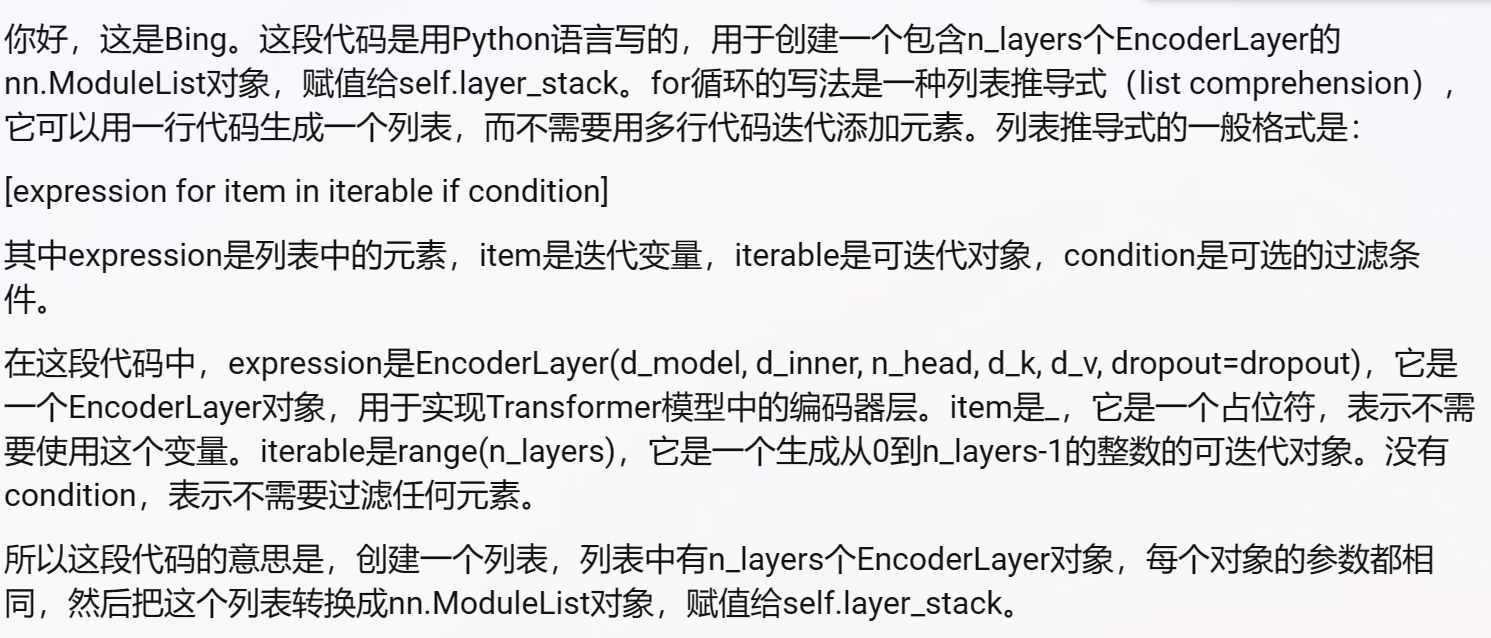 你好，这是Bing。这段代码是用Python语言写的，用于创建一个包含n_layers个EncoderLayer的
nn.ModuleList对象，赋值给self.layer_stack。for循环的写法是一种列表推导式（list comprehension），
它可以用一行代码生成一个列表，而不需要用多行代码迭代添加元素。列表推导式的一般格式是：
[expression for item in iterable if condition]
其中expression是列表中的元素，item是迭代变量，iterable是可迭代对象，condition是可选的过滤条
件。
在这段代码中，expression是EncoderLayer(d_model, d_inner, n_head, d_k, d_v, dropout=dropout)，它是
一个EncoderLayer对象，用于实现Transformer模型中的编码器层。item是_，它是一个占位符，表示不需
要使用这个变量。iterable是range(n_layers)，它是一个生成从0到n_layers-1的整数的可迭代对象。没有
condition，表示不需要过滤任何元素。
所以这段代码的意思是，创建一个列表，列表中有n_layers个EncoderLayer对象，每个对象的参数都相
同，然后把这个列表转换成nn.ModuleList对象，赋值给self.layer_stack。